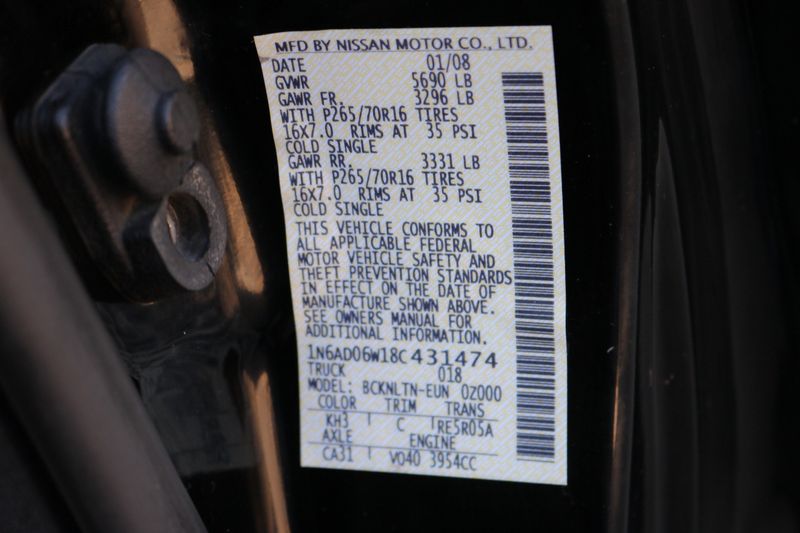 MFD BY NISSAN MOTOR CO., LTD.
DATE 01/08
GVWR 5690 LB
GAWR FR. 3296 LB
WITH P265/70R16 TIRES
16X7.0 RIMS AT 35 PSI
COLD SINGLE
GAWR RR. 3331 LB
WITH P265/70R16 TIRES
16X7.0 RIMS AT 35 PSI
COLD SINGLE
THIS VEHICLE CONFORMS TO
ALL APPLICABLE FEDERAL
MOTOR VEHICLE SAFETY AND
THEFT PREVENTION STANDARDS
IN EFFECT ON THE DATE OF
MANUFACTURE SHOWN ABOVE.
SEE OWNERS MANUAL FOR
ADDITIONAL INFORMATION.
1N6AD06W18C431474
TRUCK 018
MODEL: BCKNLTN-EUN 0Z000
COLOR TRIM TRANS
KH3 C RE5R05A
AXLE ENGINE
CA31 VQ40 3954CC